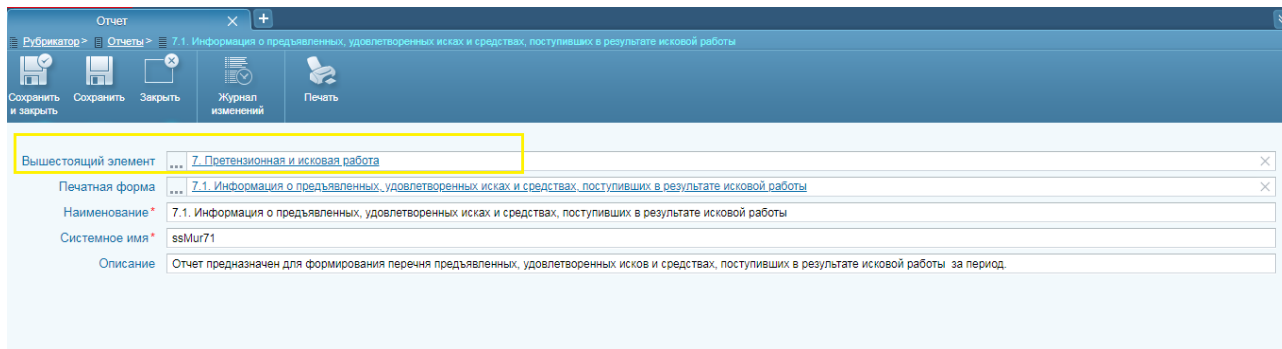 Отчет
Рубрикатор > Отчеты > 7.1. Информация о предъявленных, удовлетворенных исках и средствах, поступивших в результате исковой работы
Сохранить и закрыть
Сохранить
Закрыть
Журнал изменений
Печать
Вышестоящий элемент ... 7. Претензионная и исковая работа
Печатная форма ... 7.1. Информация о предъявленных, удовлетворенных исках и средствах, поступивших в результате исковой работы
Наименование* 7.1. Информация о предъявленных, удовлетворенных исках и средствах, поступивших в результате исковой работы
Системное имя* ssMur71
Описание Отчет предназначен для формирования перечня предъявленных, удовлетворенных исков и средствах, поступивших в результате исковой работы за период.